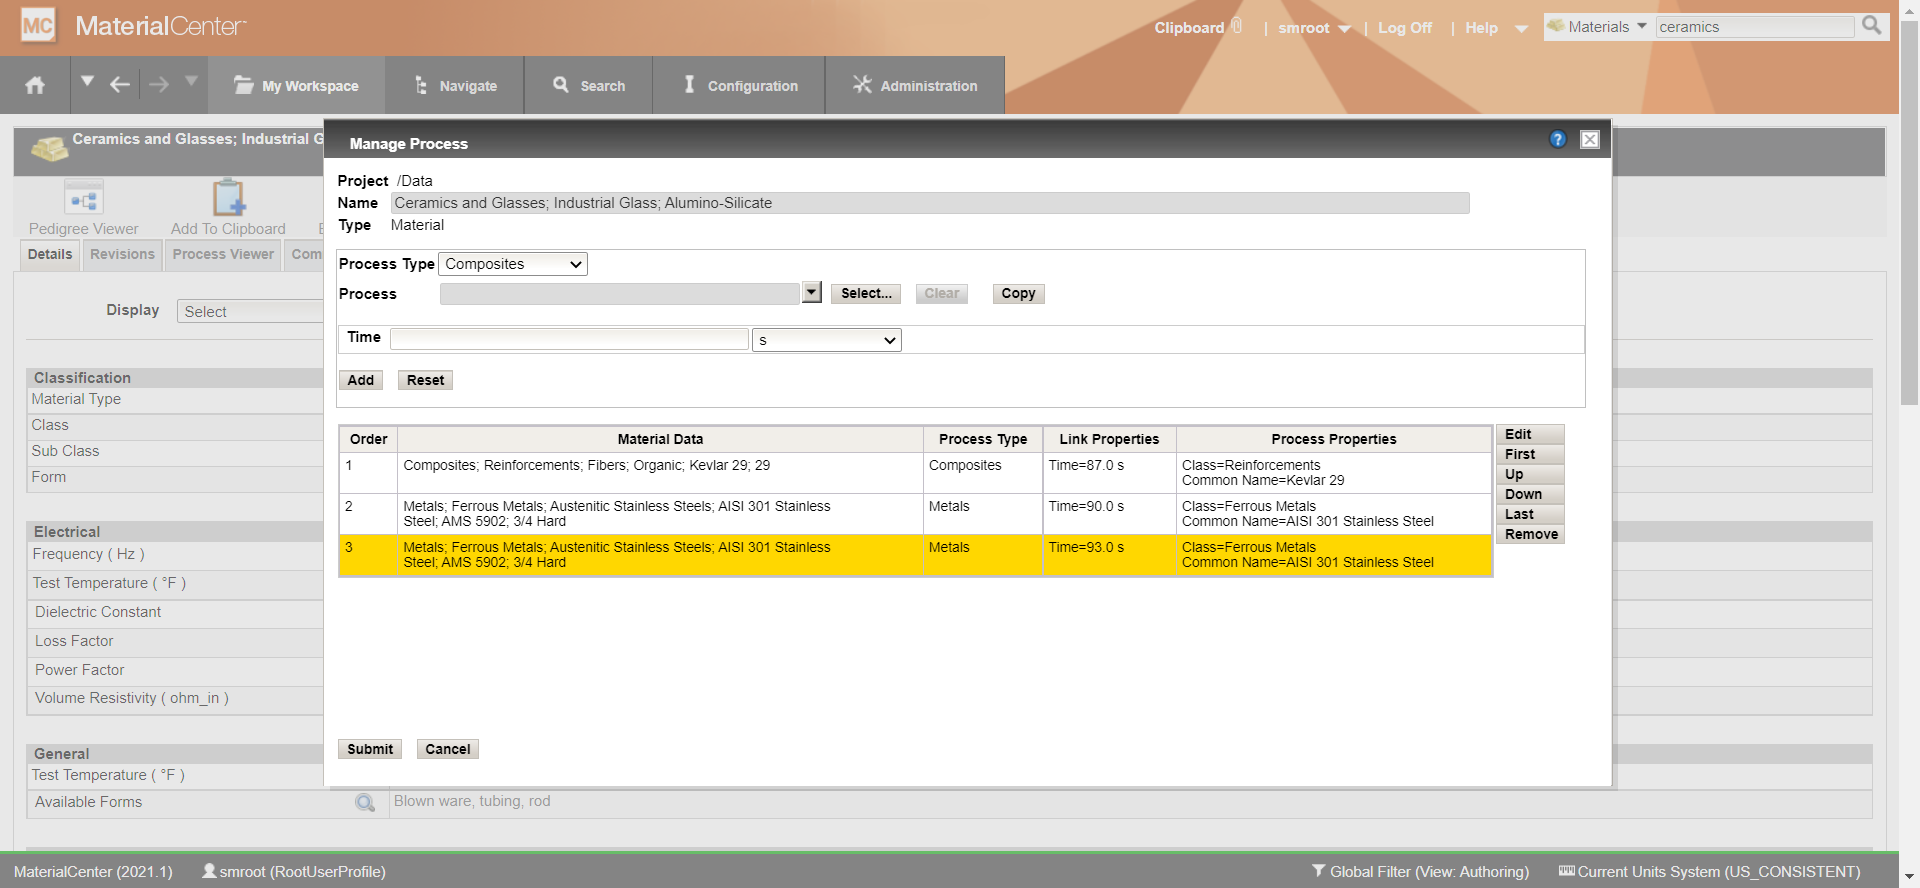 MC MaterialCenter
Clipboard | smroot | Log Off | Help
Materials ceramics
My Workspace Navigate Search Configuration Administration
Ceramics and Glasses; Industrial G
Pedigree Viewer Add To Clipboard
Details Revisions Process Viewer Com
Display Select
Classification
Material Type
Class
Sub Class
Form
Electrical
Frequency ( Hz )
Test Temperature ( °F )
Dielectric Constant
Loss Factor
Power Factor
Volume Resistivity ( ohm_in )
General
Test Temperature ( °F )
Available Forms Blown ware, tubing, rod
Manage Process ?
Project /Data
Name Ceramics and Glasses; Industrial Glass; Alumino-Silicate
Type Material
Process Type Composites
Process Select... Clear Copy
Time s
Add Reset
Order Material Data Process Type Link Properties Process Properties
1 Composites; Reinforcements; Fibers; Organic; Kevlar 29; 29 Composites Time=87.0 s Class=Reinforcements
Common Name=Kevlar 29
2 Metals; Ferrous Metals; Austenitic Stainless Steels; AISI 301 Stainless Metals Time=90.0 s Class=Ferrous Metals
Steel; AMS 5902; 3/4 Hard Common Name=AISI 301 Stainless Steel
3 Metals; Ferrous Metals; Austenitic Stainless Steels; AISI 301 Stainless Metals Time=93.0 s Class=Ferrous Metals
Steel; AMS 5902; 3/4 Hard Common Name=AISI 301 Stainless Steel
Edit
First
Up
Down
Last
Remove
Submit Cancel
MaterialCenter (2021.1) smroot (RootUserProfile) Global Filter (View: Authoring) Current Units System (US_CONSISTENT)